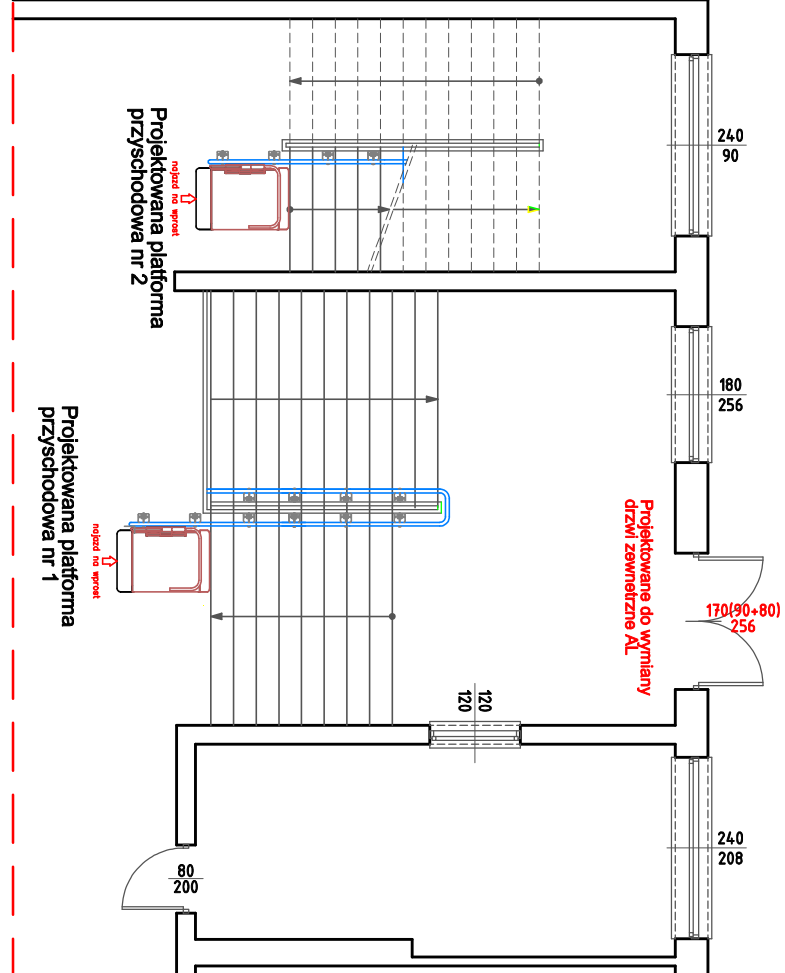 240
90
Projektowana platforma
przyschodowa nr 2
najazd na wprost
180
256
Projektowana platforma
przyschodowa nr 1
najazd na wprost
Projektowane do wymiany
drzwi zewnetrzne AL
170(90+80)
256
120
120
240
208
80
200